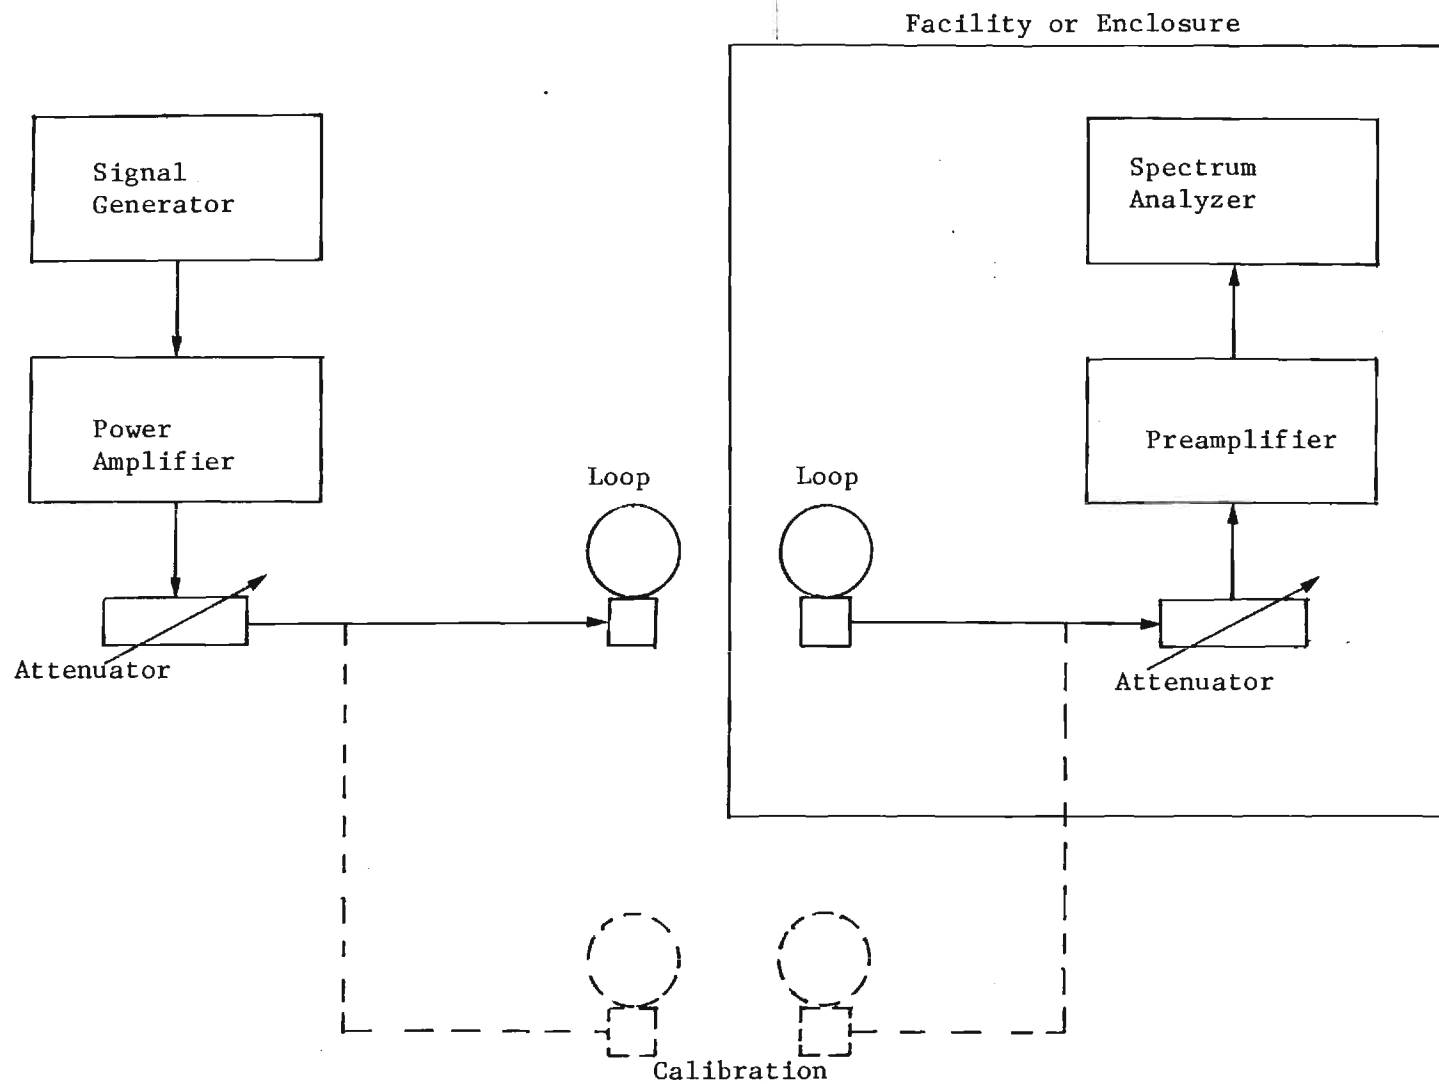 Facility or Enclosure
Signal
Generator
Spectrum
Analyzer
Power
Amplifier
Preamplifier
Loop
Loop
Attenuator
Attenuator
Calibration